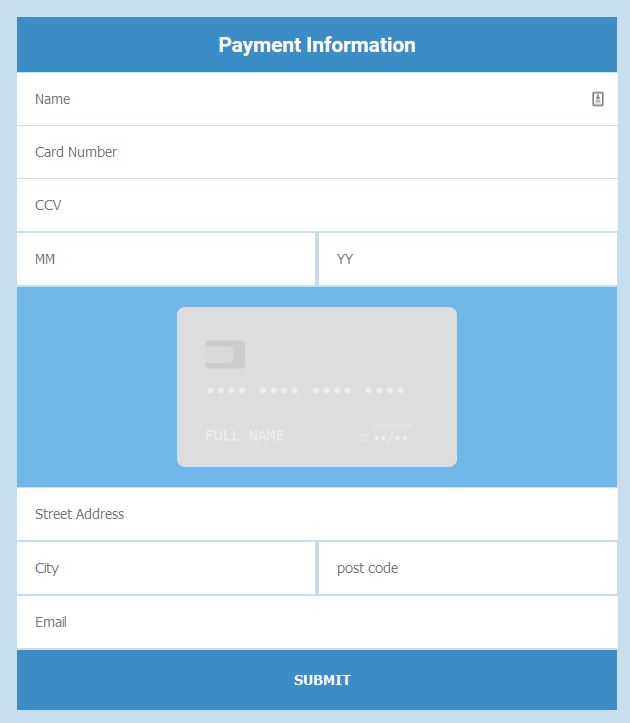 Payment Information
Name
Card Number
CCV
MM YY
•••• •••• •••• ••••
FULL NAME ••/••
Street Address
City post code
Email
SUBMIT